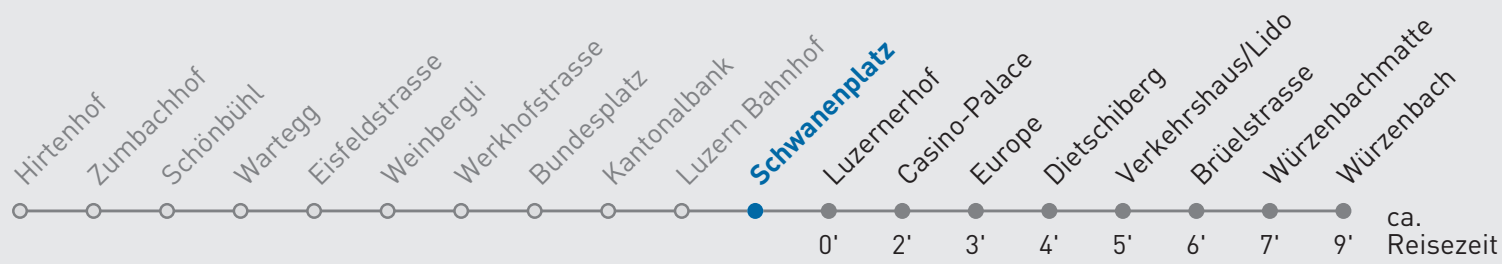 Hirtenhof
Zumbachhof
Schönbühl
Wartegg
Eisfeldstrasse
Weinbergli
Werkhofstrasse
Bundesplatz
Kantonalbank
Luzern Bahnhof
Schwanenplatz
Luzernerhof
Casino-Palace
Europe
Dietschiberg
Verkehrshaus/Lido
Brüelstrasse
Würzenbachmatte
Würzenbach
0' 2' 3' 4' 5' 6' 7' 9'
ca.
Reisezeit